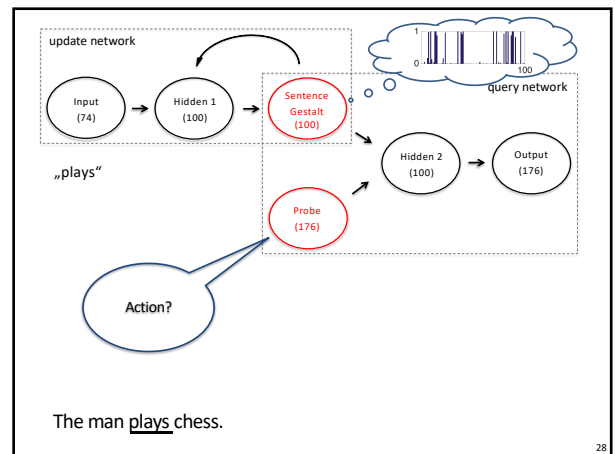 update network
1
0
100
query network
Input
(74)
Hidden 1
(100)
Sentence
Gestalt
(100)
Hidden 2
(100)
Output
(176)
„plays“
Probe
(176)
Action?
The man plays chess.
28